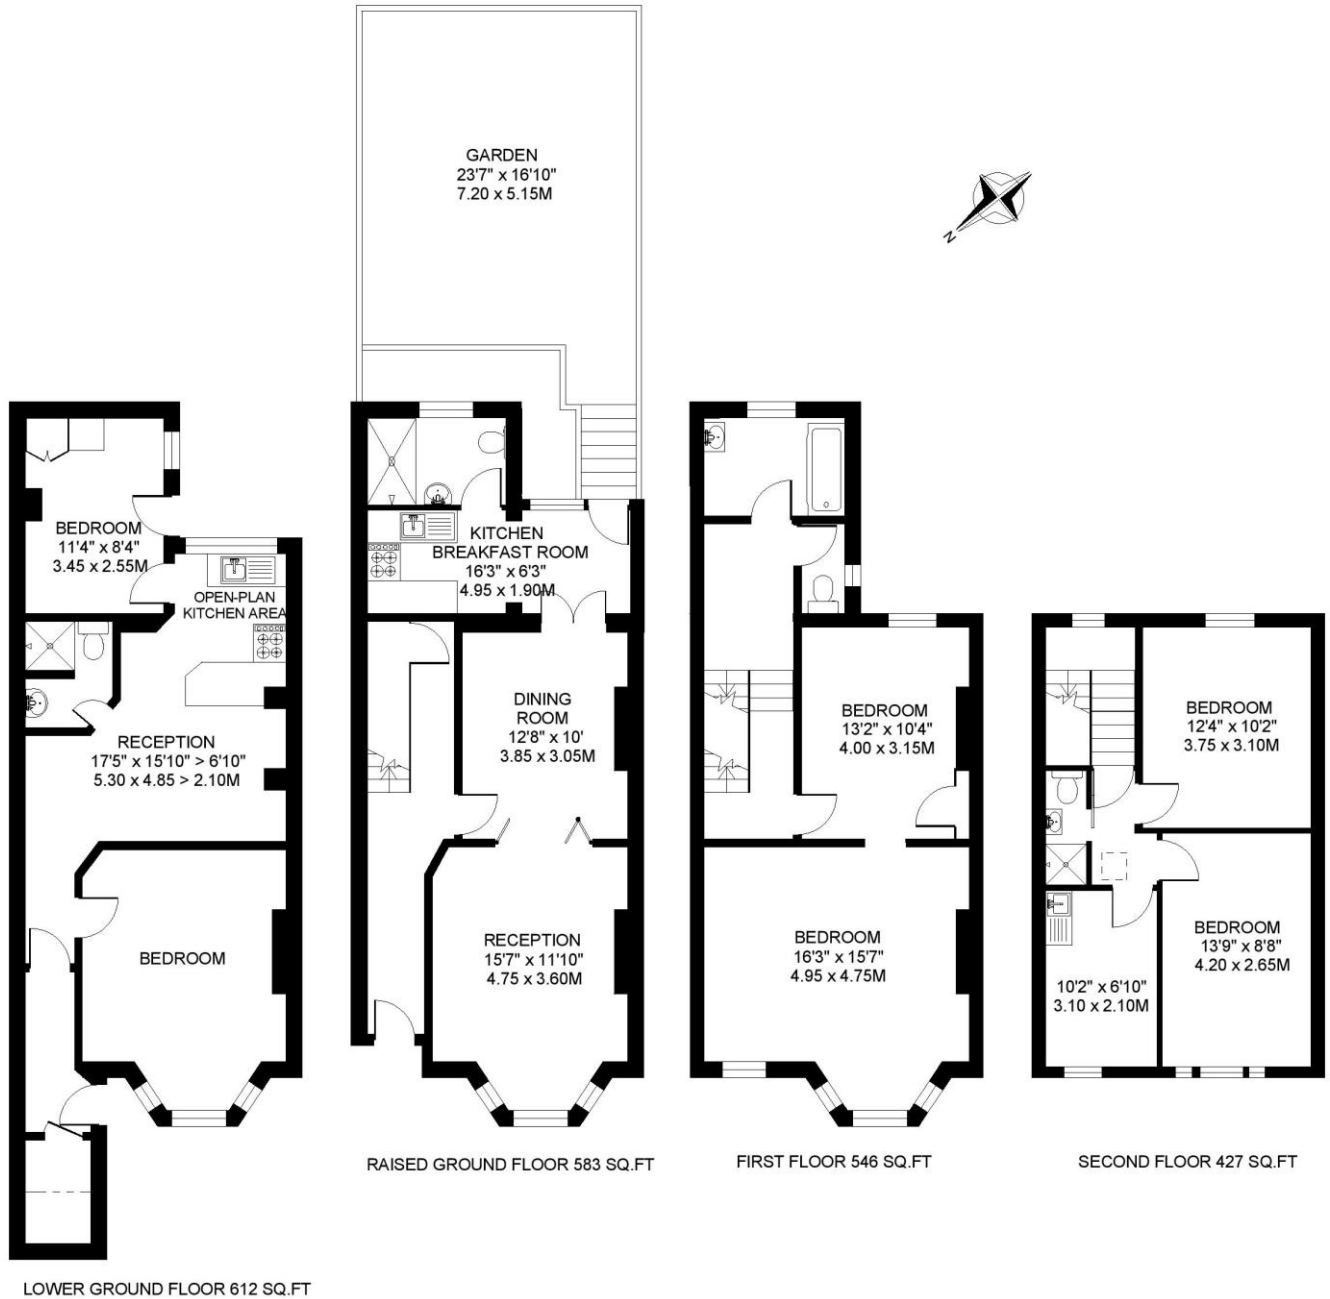 GARDEN
23'7" x 16'10"
7.20 x 5.15M
N
BEDROOM
11'4" x 8'4"
3.45 x 2.55M
OPEN-PLAN
KITCHEN AREA
RECEPTION
17'5" x 15'10" > 6'10"
5.30 x 4.85 > 2.10M
BEDROOM
LOWER GROUND FLOOR 612 SQ.FT
KITCHEN
BREAKFAST ROOM
16'3" x 6'3"
4.95 x 1.90M
DINING
ROOM
12'8" x 10'
3.85 x 3.05M
RECEPTION
15'7" x 11'10"
4.75 x 3.60M
RAISED GROUND FLOOR 583 SQ.FT
BEDROOM
13'2" x 10'4"
4.00 x 3.15M
BEDROOM
16'3" x 15'7"
4.95 x 4.75M
FIRST FLOOR 546 SQ.FT
BEDROOM
12'4" x 10'2"
3.75 x 3.10M
BEDROOM
13'9" x 8'8"
4.20 x 2.65M
10'2" x 6'10"
3.10 x 2.10M
SECOND FLOOR 427 SQ.FT